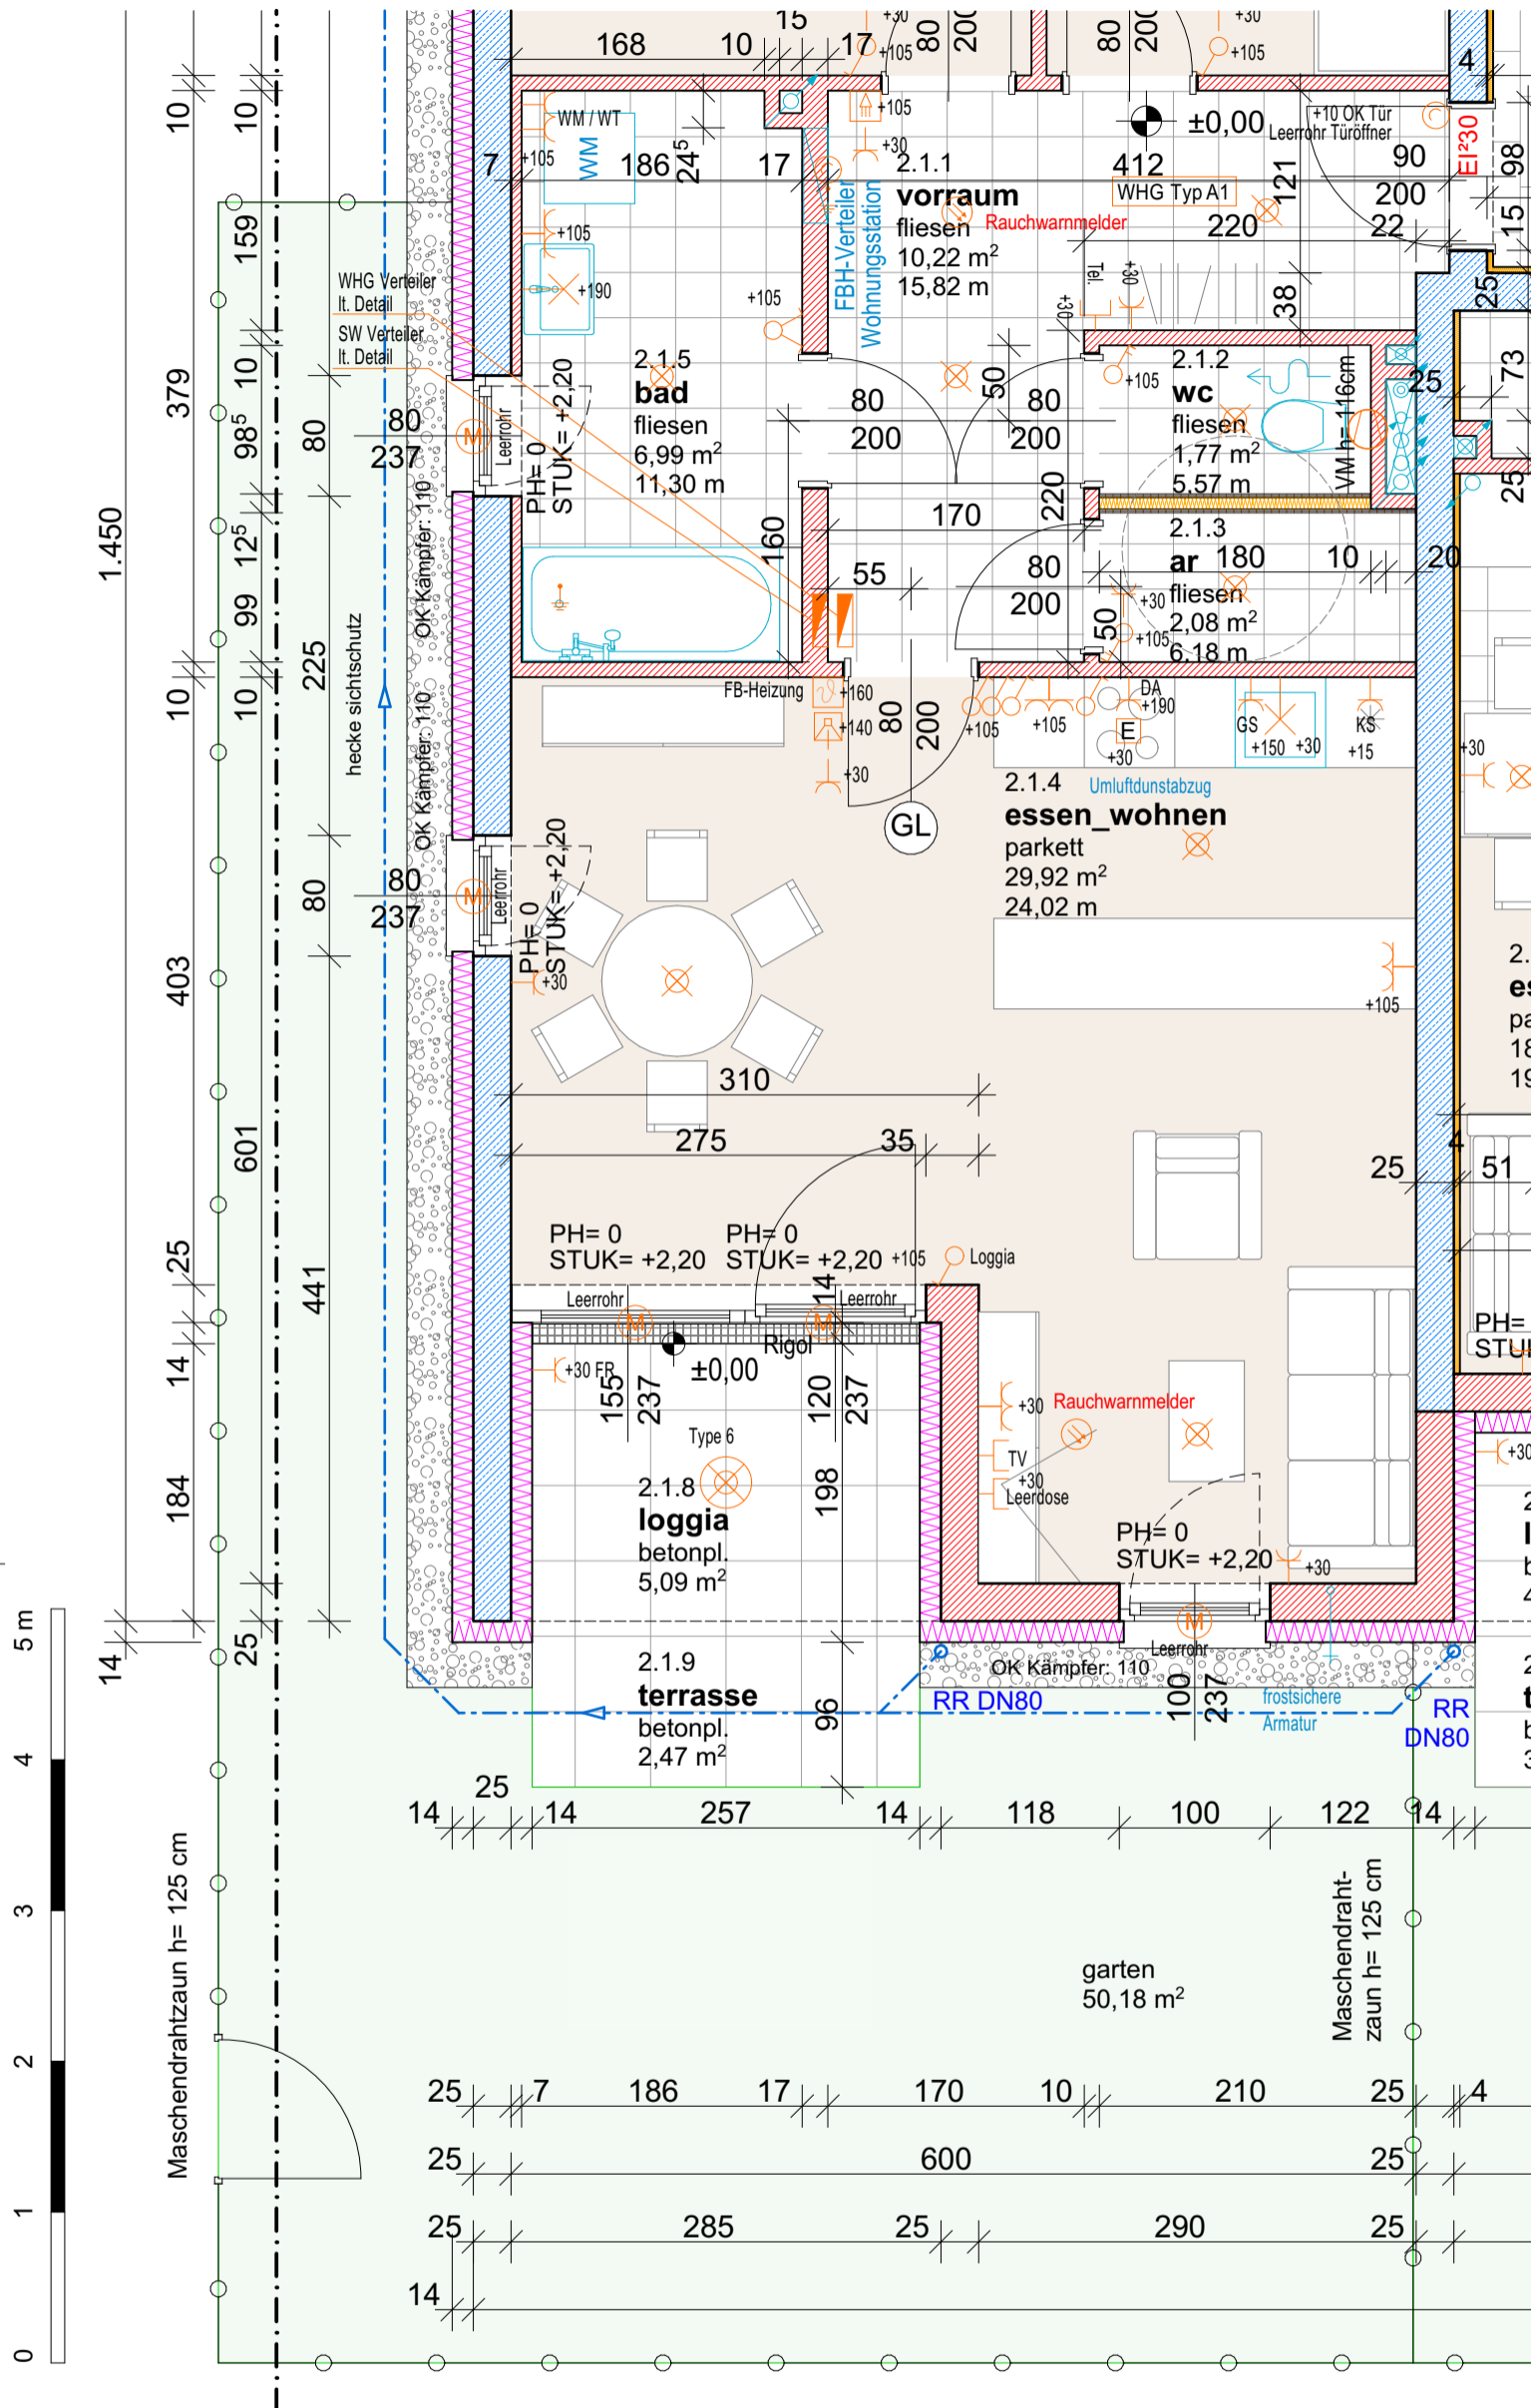 15
168
10
17
+30
+105
80
200
80
200
+30
+105
4
10
10
WM / WT
+105
WM
7
186
24⁵
17
+105
+30
±0,00
+10 OK Tür
Leerrohr Türöffner
EI²30
98
2.1.1
vorraum
fliesen
10,22 m²
15,82 m
412
WHG Typ A1
121
90
200
Rauchwarnmelder
220
22
15
FBH-Verteiler
Wohnungsstation
159
+105
WHG Verteiler
lt. Detail
SW Verteiler
lt. Detail
+190
+105
Tel.
+30
+30
38
25
379
10
98⁵
80
80
237
Leerrohr
PH= 0
STUK= +2,20
2.1.5
bad
fliesen
6,99 m²
11,30 m
80
200
50
80
200
+105
2.1.2
wc
fliesen
1,77 m²
5,57 m
VM h= 116cm
25
73
25
1.450
12⁵
99
10
10
225
hecke sichtschutz
OK Kämpfer: 110
OK Kämpfer: 110
160
170
220
55
80
200
50
2.1.3
ar
fliesen
2,08 m²
6,18 m
180
10
20
+30
+105
FB-Heizung
+160
+140
+30
80
200
GL
+105
+105
DA
+190
E
+30
GS
+150
+30
KS
+15
+30
2.1.4
essen_wohnen
parkett
29,92 m²
24,02 m
Umluftdunstabzug
80
80
237
Leerrohr
PH= 0
STUK= +2,20
+30
403
601
441
+105
2.
es
pa
18
19
310
275
35
25
4
51
25
14
184
PH= 0
STUK= +2,20
PH= 0
STUK= +2,20
+105
Loggia
Leerrohr
M
14
Leerrohr
M
Rigol
+30 FR
±0,00
155
237
120
237
PH=
STUK
Type 6
198
2.1.8
loggia
betonpl.
5,09 m²
+30
TV
+30
Leerdose
Rauchwarnmelder
PH= 0
STUK= +2,20
+30
+30
M
Leerrohr
5 m
14
25
2.1.9
terrasse
betonpl.
2,47 m²
96
OK Kämpfer: 110
RR DN80
100
237
frostsichere
Armatur
RR
DN80
4
25
14
14
257
14
118
100
122
14
Maschendrahtzaun h= 125 cm
Maschendraht-
zaun h= 125 cm
3
garten
50,18 m²
2
25
7
186
17
170
10
210
25
4
25
600
25
1
25
285
25
290
25
14
0